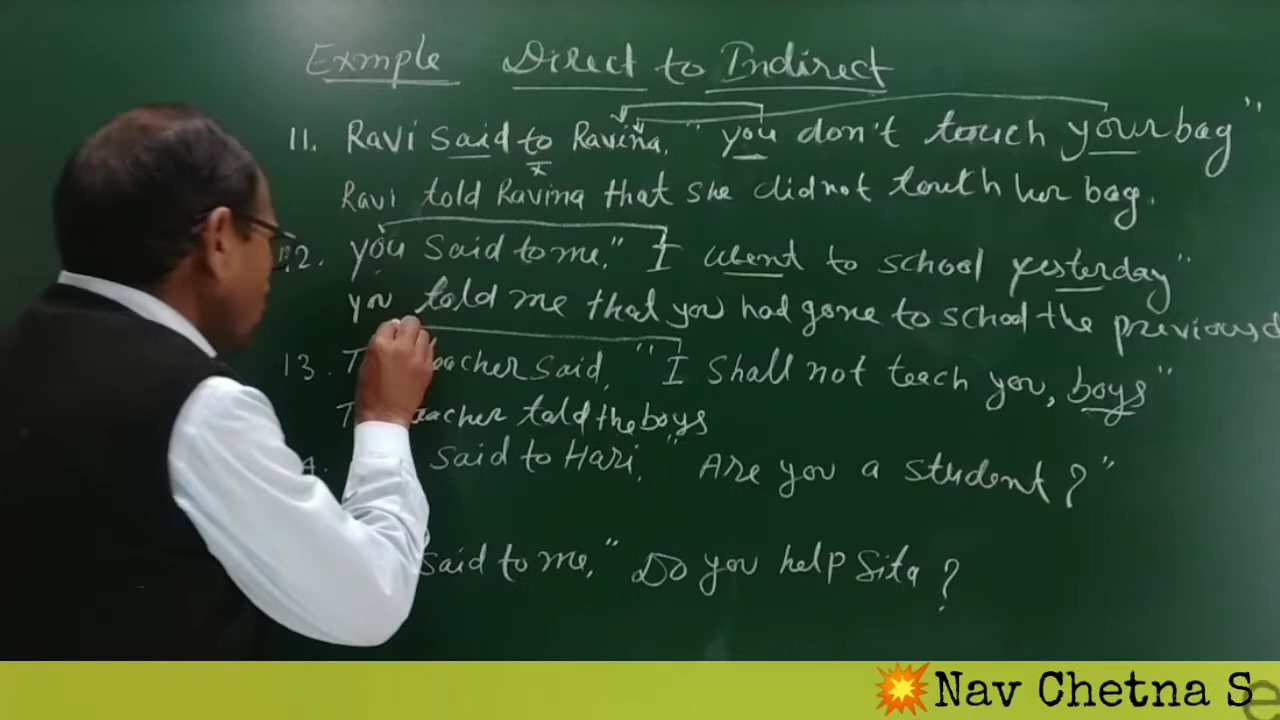 Exmple Direct to Indirect
11. Ravi said to Ravina, "you don't touch your bag"
Ravi told Ravina that she did not touch her bag.
12. you said to me," I went to school yesterday"
you told me that you had gone to school the previous
13. teacher said, "I shall not teach you, boys"
teacher told the boys
said to Hari, "Are you a student?"
said to me," Do you help Sita?
Nav Chetna S